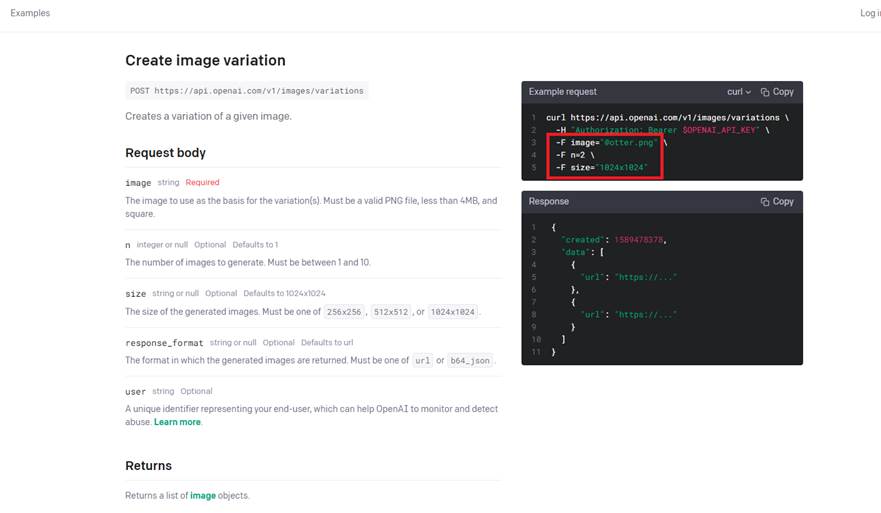 Examples
Log i
Create image variation
POST https://api.openai.com/v1/images/variations
Creates a variation of a given image.
Request body
image string Required
The image to use as the basis for the variation(s). Must be a valid PNG file, less than 4MB, and
square.
n integer or null Optional Defaults to 1
The number of images to generate. Must be between 1 and 10.
size string or null Optional Defaults to 1024x1024
The size of the generated images. Must be one of 256x256 , 512x512 , or 1024x1024 .
response_format string or null Optional Defaults to url
The format in which the generated images are returned. Must be one of url or b64_json .
user string Optional
A unique identifier representing your end-user, which can help OpenAI to monitor and detect
abuse. Learn more.
Returns
Returns a list of image objects.
Example request curl Copy
1 curl https://api.openai.com/v1/images/variations \
2 -H "Authorization: Bearer $OPENAI_API_KEY" \
3 -F image="@otter.png" \
4 -F n=2 \
5 -F size="1024x1024"
Response Copy
1 {
2 "created": 1589478378,
3 "data": [
4 {
5 "url": "https://..."
6 },
7 {
8 "url": "https://..."
9 }
10 ]
11 }